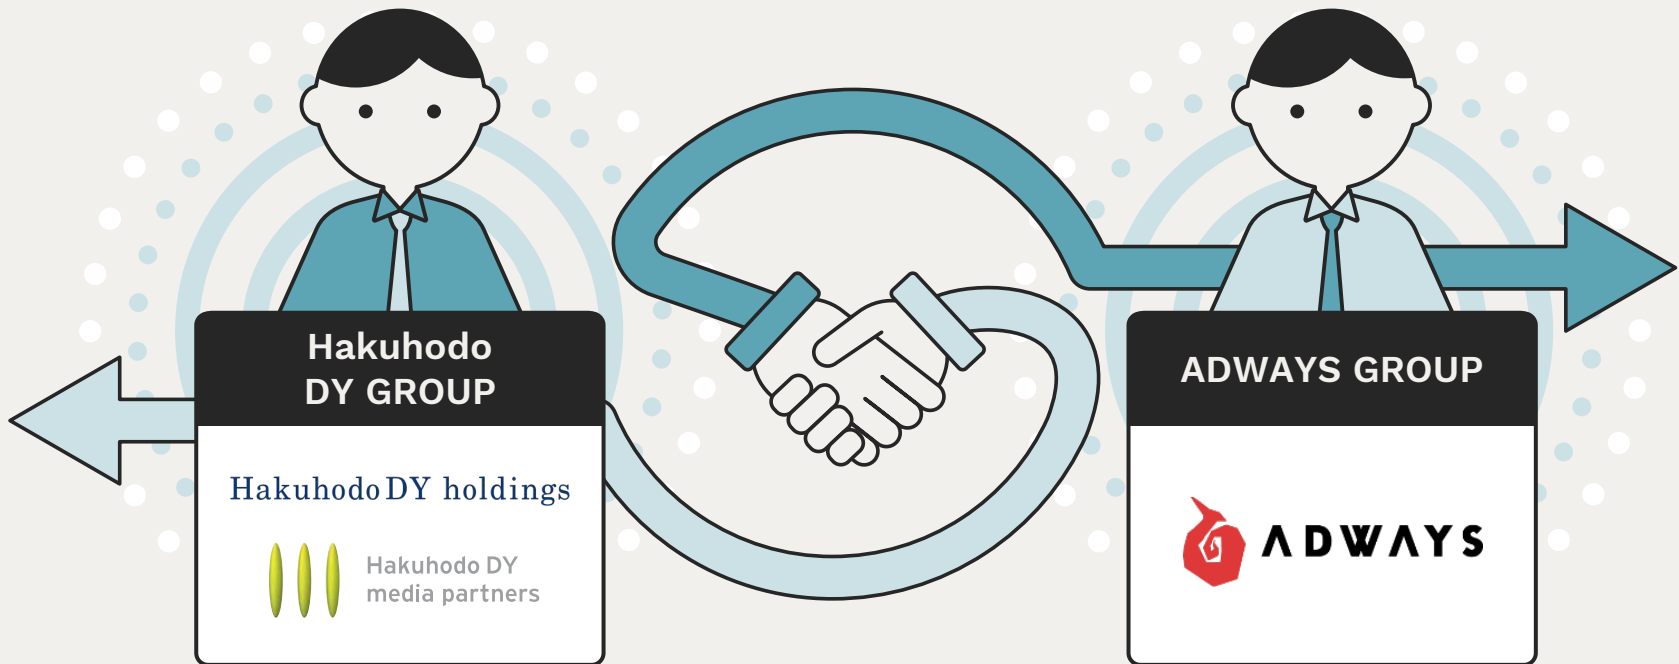 Hakuhodo
DY GROUP
Hakuhodo DY holdings
Hakuhodo DY
media partners
ADWAYS GROUP
ADWAYS